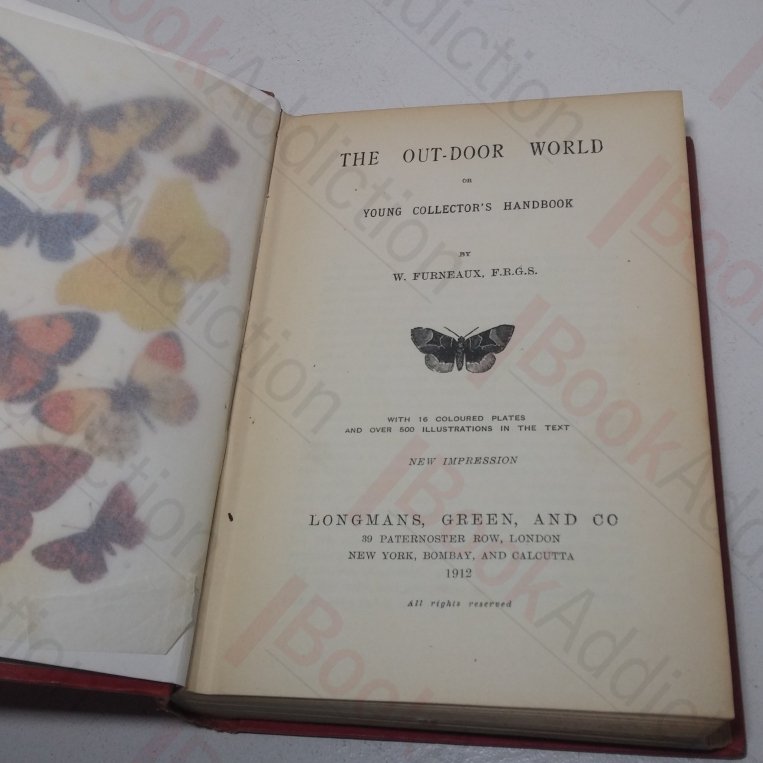 THE OUT-DOOR WORLD
OR
YOUNG COLLECTOR'S HANDBOOK
BY
W. FURNEAUX, F.R.G.S.
WITH 16 COLOURED PLATES
AND OVER 500 ILLUSTRATIONS IN THE TEXT
NEW IMPRESSION
LONGMANS, GREEN, AND CO
39 PATERNOSTER ROW, LONDON
NEW YORK, BOMBAY, AND CALCUTTA
1912
All rights reserved
BookAddiction